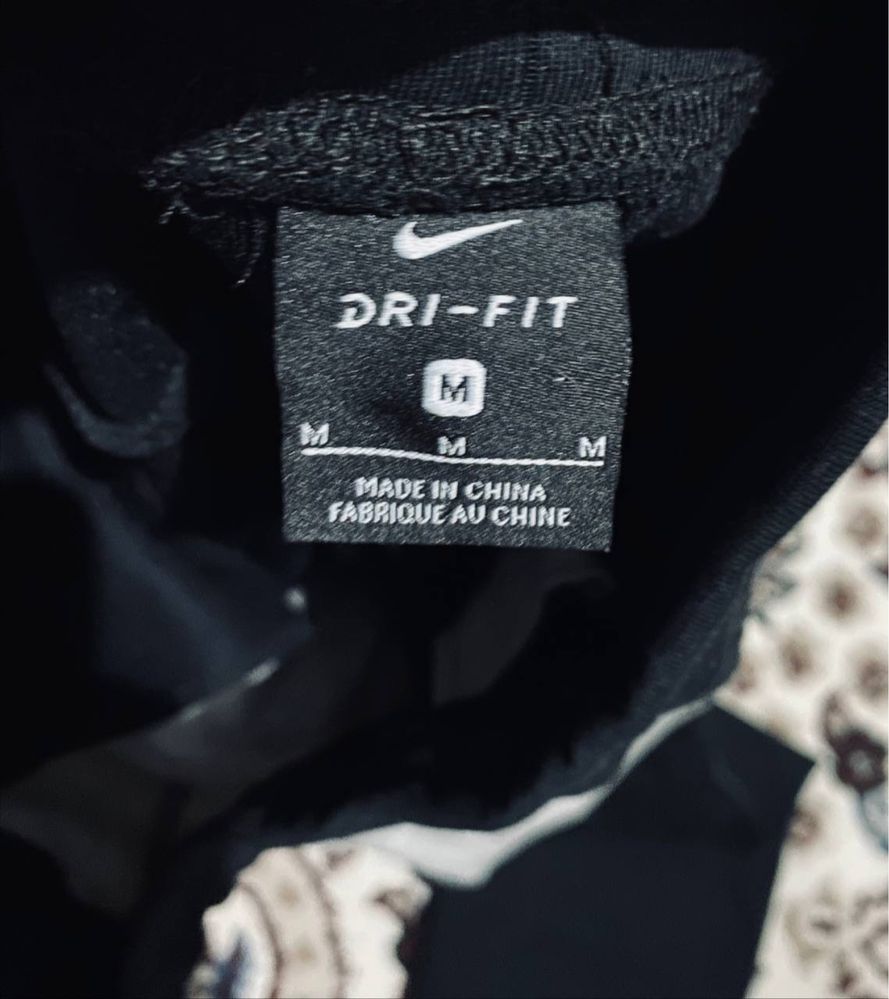 DRI-FIT
M
M M M
MADE IN CHINA
FABRIQUE AU CHINE